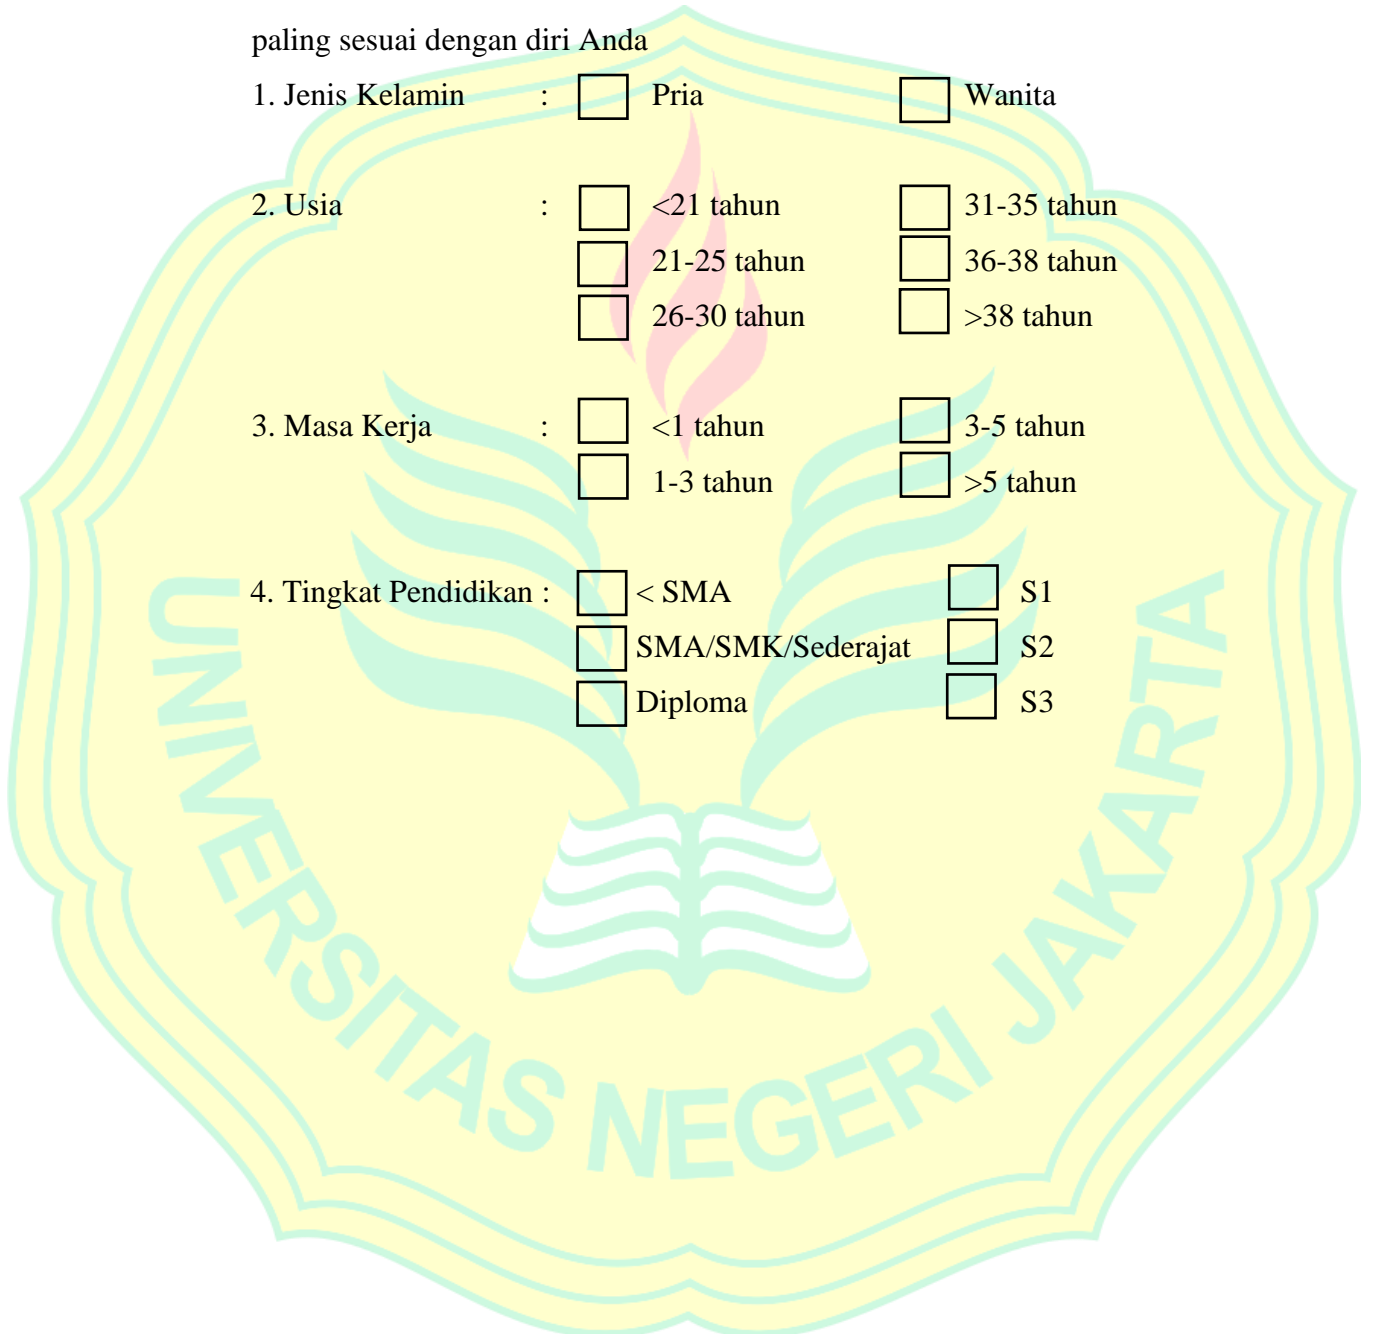 paling sesuai dengan diri Anda
1. Jenis Kelamin : Pria Wanita
2. Usia : <21 tahun 31-35 tahun
21-25 tahun 36-38 tahun
26-30 tahun >38 tahun
3. Masa Kerja : <1 tahun 3-5 tahun
1-3 tahun >5 tahun
4. Tingkat Pendidikan : < SMA S1
SMA/SMK/Sederajat S2
Diploma S3
UNIVERSITAS NEGERI JAKARTA